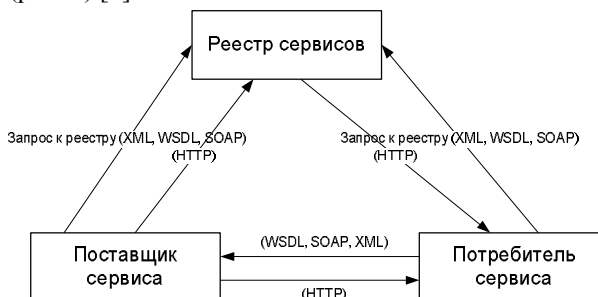 Реестр сервисов
Запрос к реестру (XML, WSDL, SOAP)
(HTTP)
Запрос к реестру (XML, WSDL, SOAP)
(HTTP)
(WSDL, SOAP, XML)
Поставщик
сервиса
Потребитель
сервиса
(HTTP)